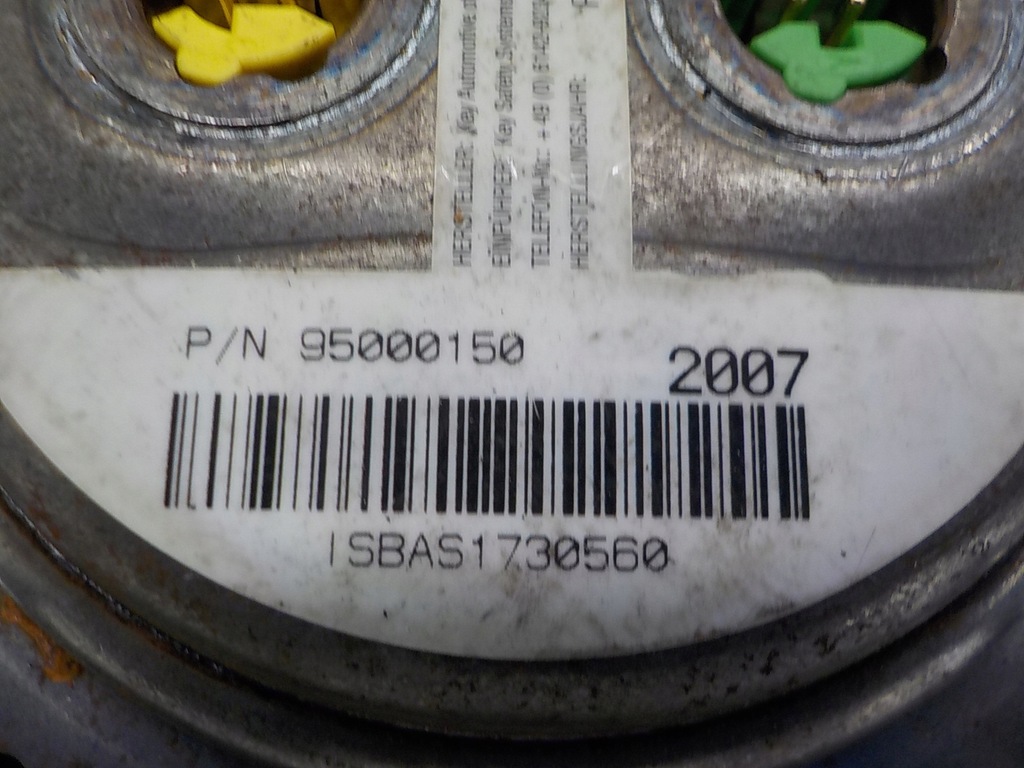 HERSTELLER: Key Automotive
EINFÜHRER: Key Safety Systems
TELEFON-Nr.: + 49 (0)
HERSTELLUNGSJAHR:
P/N 95000150
2007
ISBAS1730560